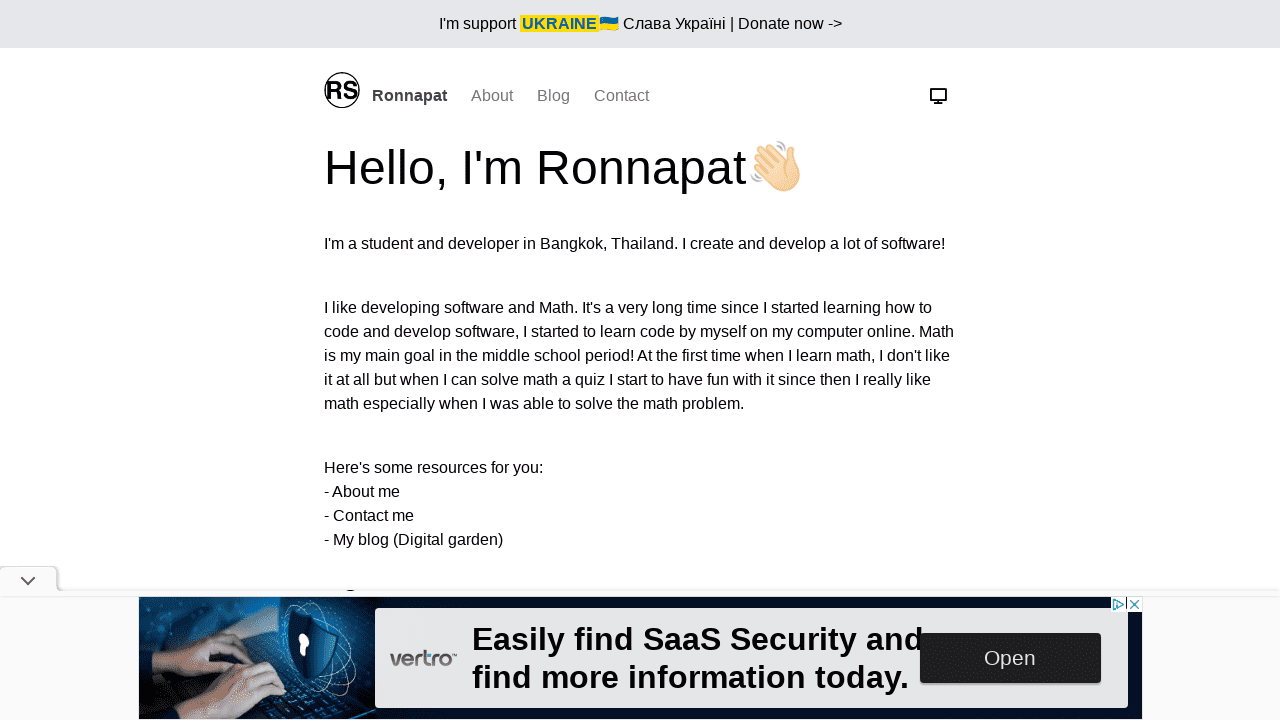 I'm support UKRAINE🇺🇦 Слава Україні | Donate now ->
RS Ronnapat About Blog Contact
Hello, I'm Ronnapat👋🏻
I'm a student and developer in Bangkok, Thailand. I create and develop a lot of software!
I like developing software and Math. It's a very long time since I started learning how to
code and develop software, I started to learn code by myself on my computer online. Math
is my main goal in the middle school period! At the first time when I learn math, I don't like
it at all but when I can solve math a quiz I start to have fun with it since then I really like
math especially when I was able to solve the math problem.
Here's some resources for you:
- About me
- Contact me
- My blog (Digital garden)
vertro™
Easily find SaaS Security and
find more information today.
Open